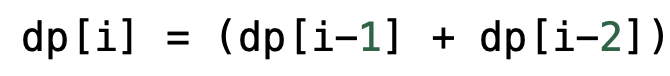 dp[i] = (dp[i-1] + dp[i-2])